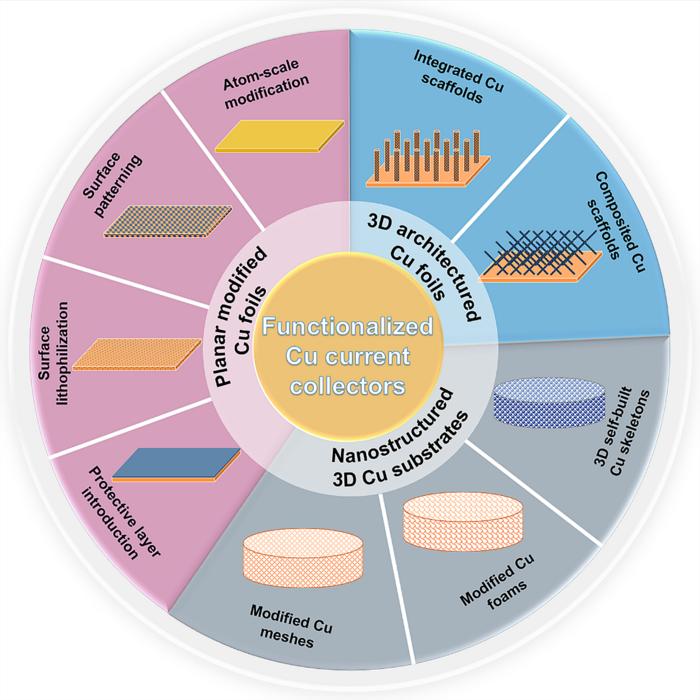 Functionalized
Cu current
collectors
3D architectured
Cu foils
Integrated Cu
scaffolds
Composited Cu
scaffolds
Nanostructured
3D Cu substrates
3D self-built
Cu skeletons
Modified Cu
foams
Modified Cu
meshes
Planar modified
Cu foils
Protective layer
introduction
Surface
lithophilization
Surface
patterning
Atom-scale
modification